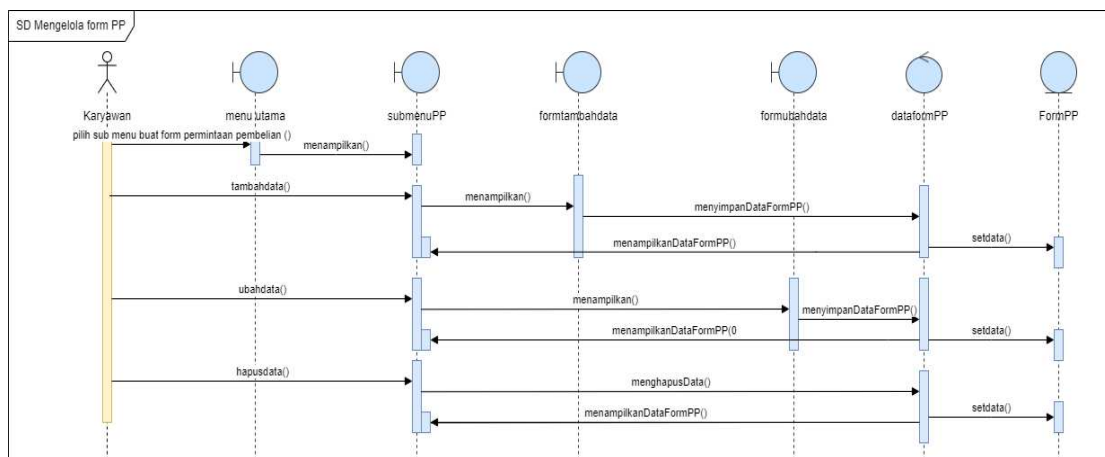 SD Mengelola form PP
Karyawan
menu utama
submenuPP
formtambahdata
formubahdata
dataformPP
FormPP
pilih sub menu buat form permintaan pembelian ()
menampilkan()
tambahdata()
menampilkan()
menyimpanDataFormPP()
menampilkanDataFormPP()
setdata()
ubahdata()
menampilkan()
menyimpanDataFormPP()
menampilkanDataFormPP(0
setdata()
hapusdata()
menghapusData()
menampilkanDataFormPP()
setdata()